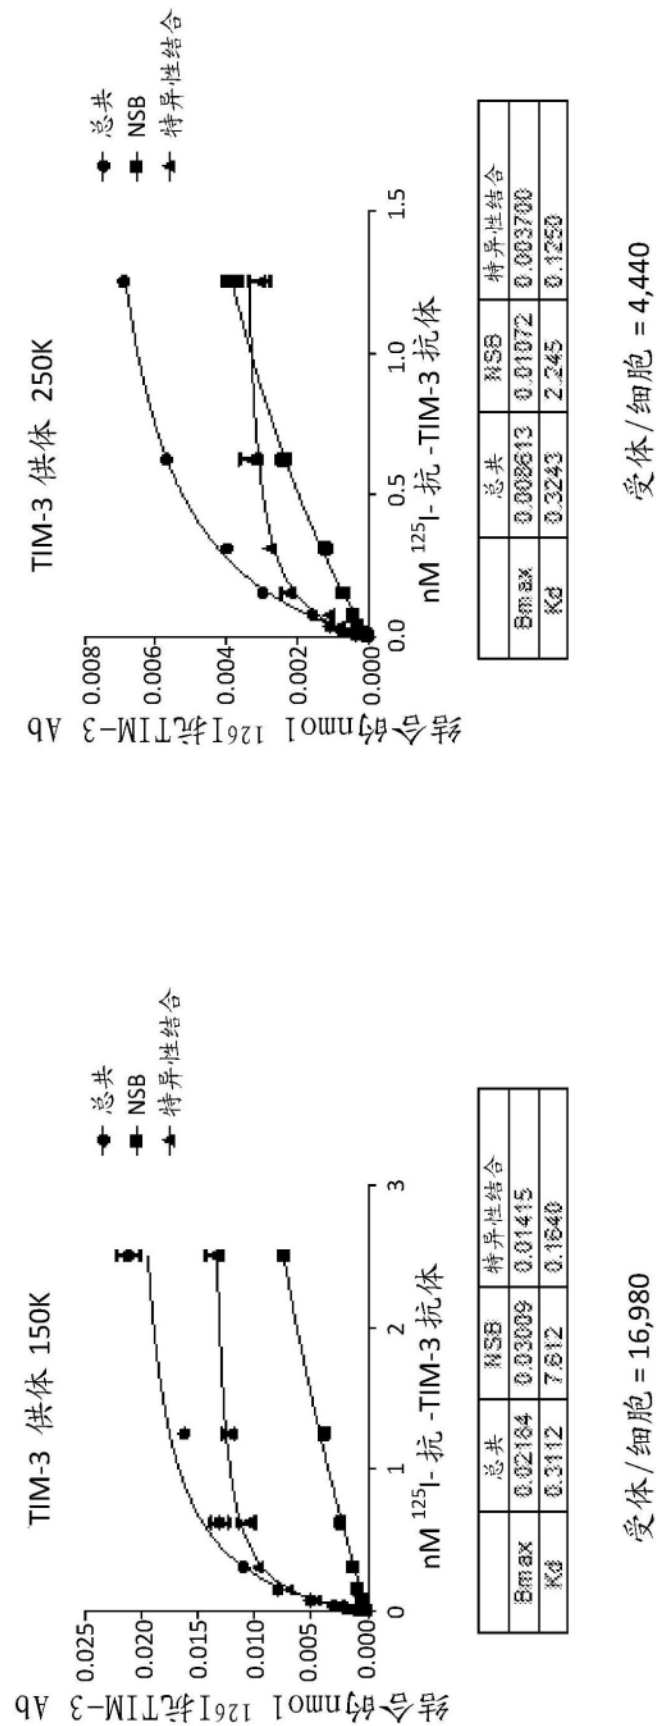 TIM-3 供体 150K
总共
NSB
特异性结合
0.025
0.020
0.015
0.010
0.005
0.000
结合的nmol ¹²⁶I抗TIM-3 Ab
0 1 2 3
nM ¹²⁵I- 抗 -TIM-3 抗体
总共 NSB 特异性结合
Bmax 0.02184 0.03009 0.01415
Kd 0.3112 7.612 0.1640
受体/细胞 = 16,980
TIM-3 供体 250K
总共
NSB
特异性结合
0.008
0.006
0.004
0.002
0.000
结合的nmol ¹²⁶I抗TIM-3 Ab
0.0 0.5 1.0 1.5
nM ¹²⁵I- 抗 -TIM-3 抗体
总共 NSB 特异性结合
Bmax 0.008613 0.01072 0.003700
Kd 0.3243 2.245 0.1250
受体/细胞 = 4,440